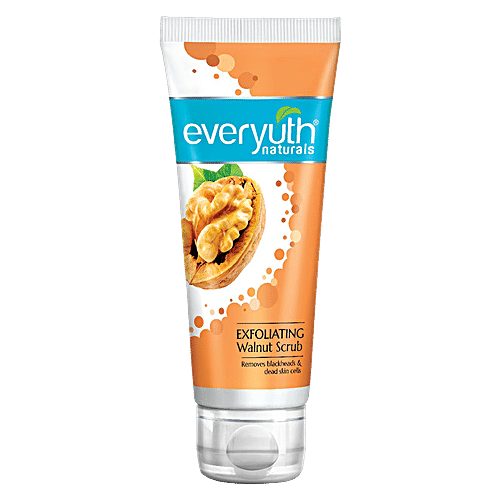 everyuth®
naturals
EXFOLIATING
Walnut Scrub
Removes blackheads &
dead skin cells